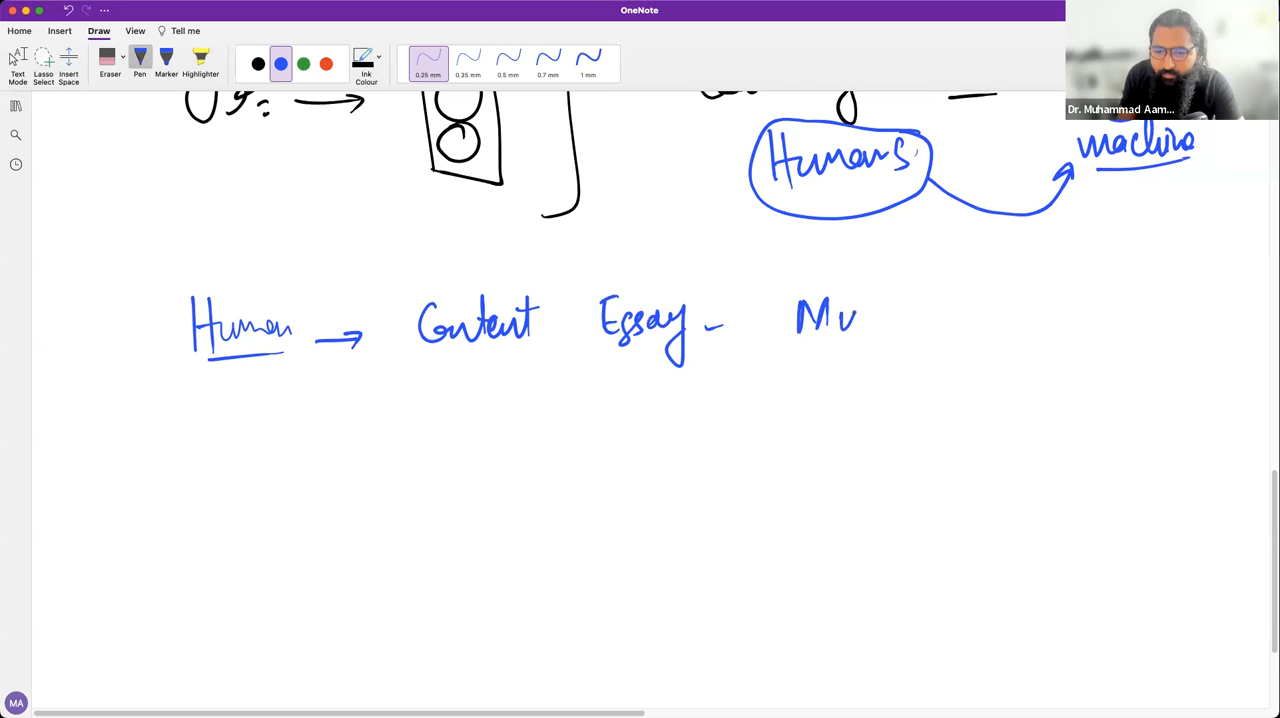 OneNote
Home Insert Draw View Tell me
Text Mode Lasso Select Insert Space Eraser Pen Marker Highlighter Ink Colour 0.25 mm 0.35 mm 0.5 mm 0.7 mm 1 mm
Dr. Muhammad Aam...
Humans machine
Human → Content Essay - Mu
MA